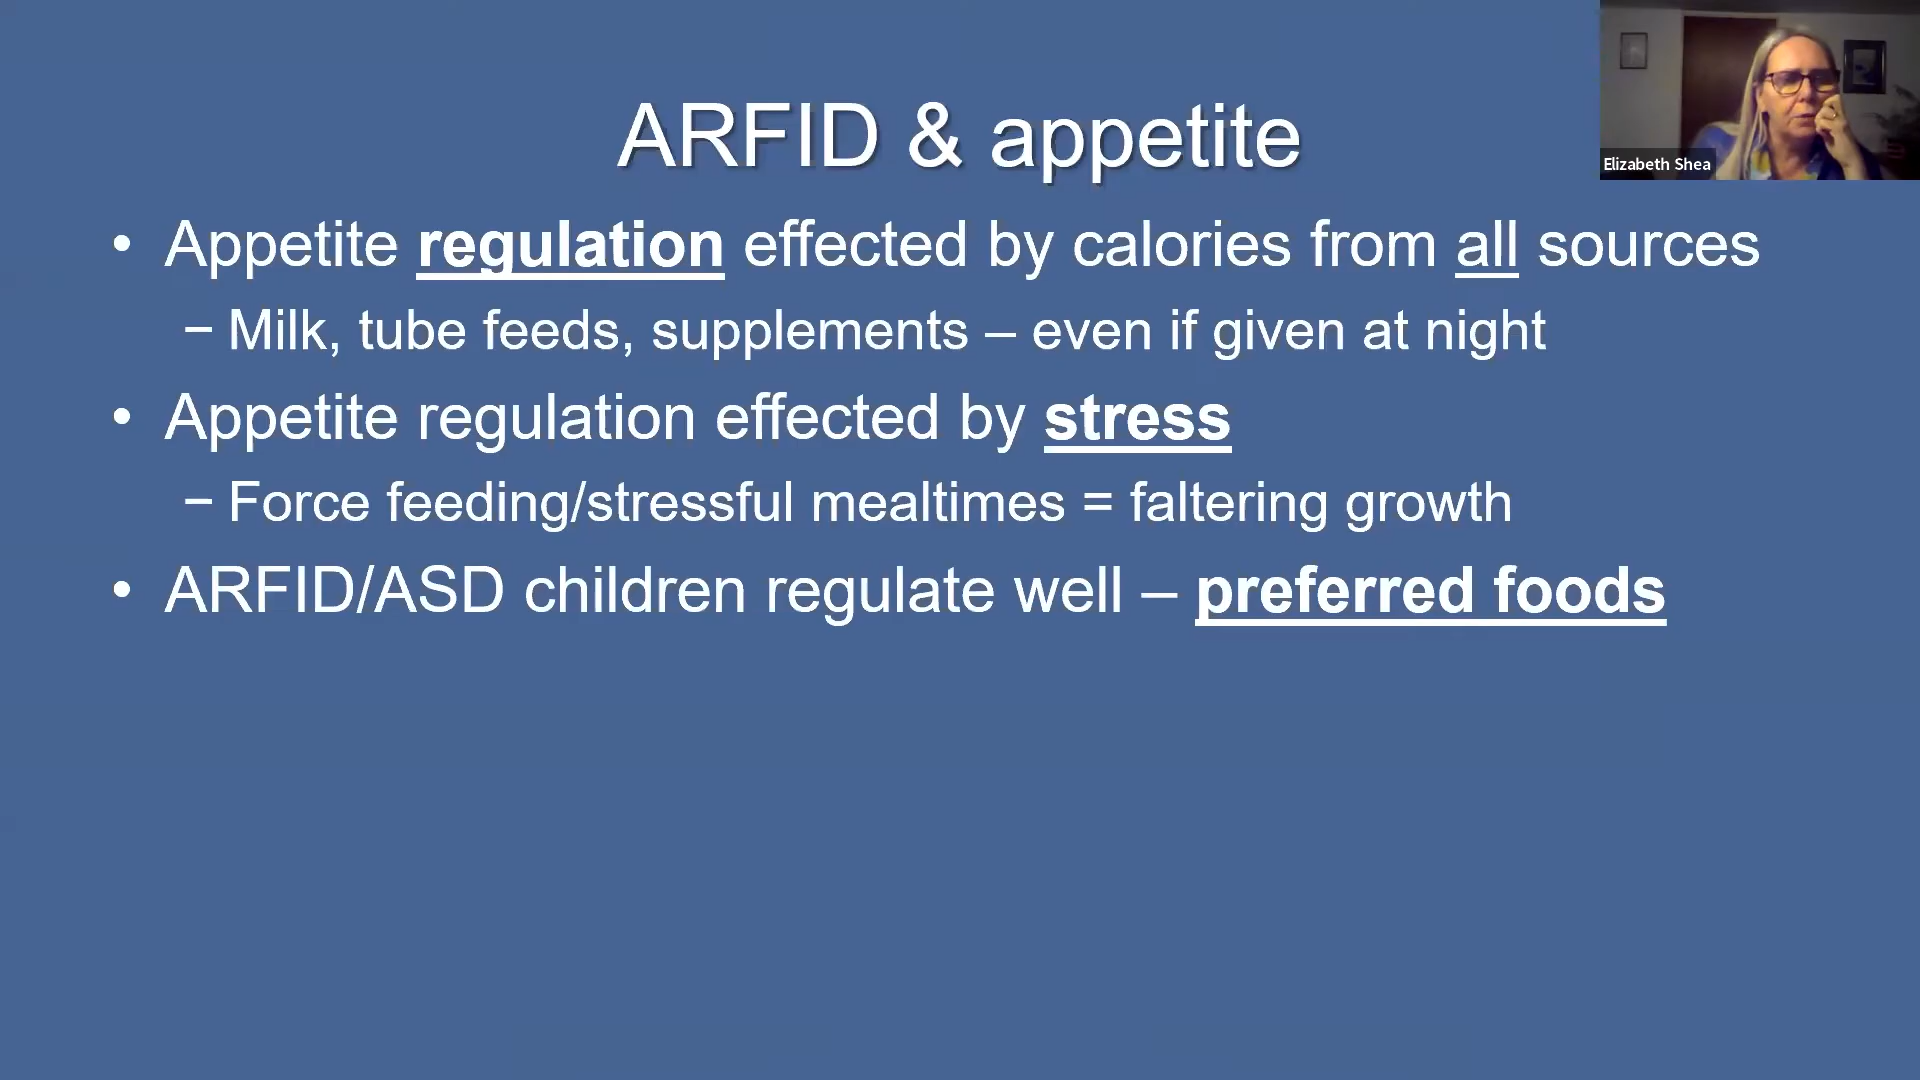 ARFID & appetite
Elizabeth Shea
• Appetite regulation effected by calories from all sources
– Milk, tube feeds, supplements – even if given at night
• Appetite regulation effected by stress
– Force feeding/stressful mealtimes = faltering growth
• ARFID/ASD children regulate well – preferred foods